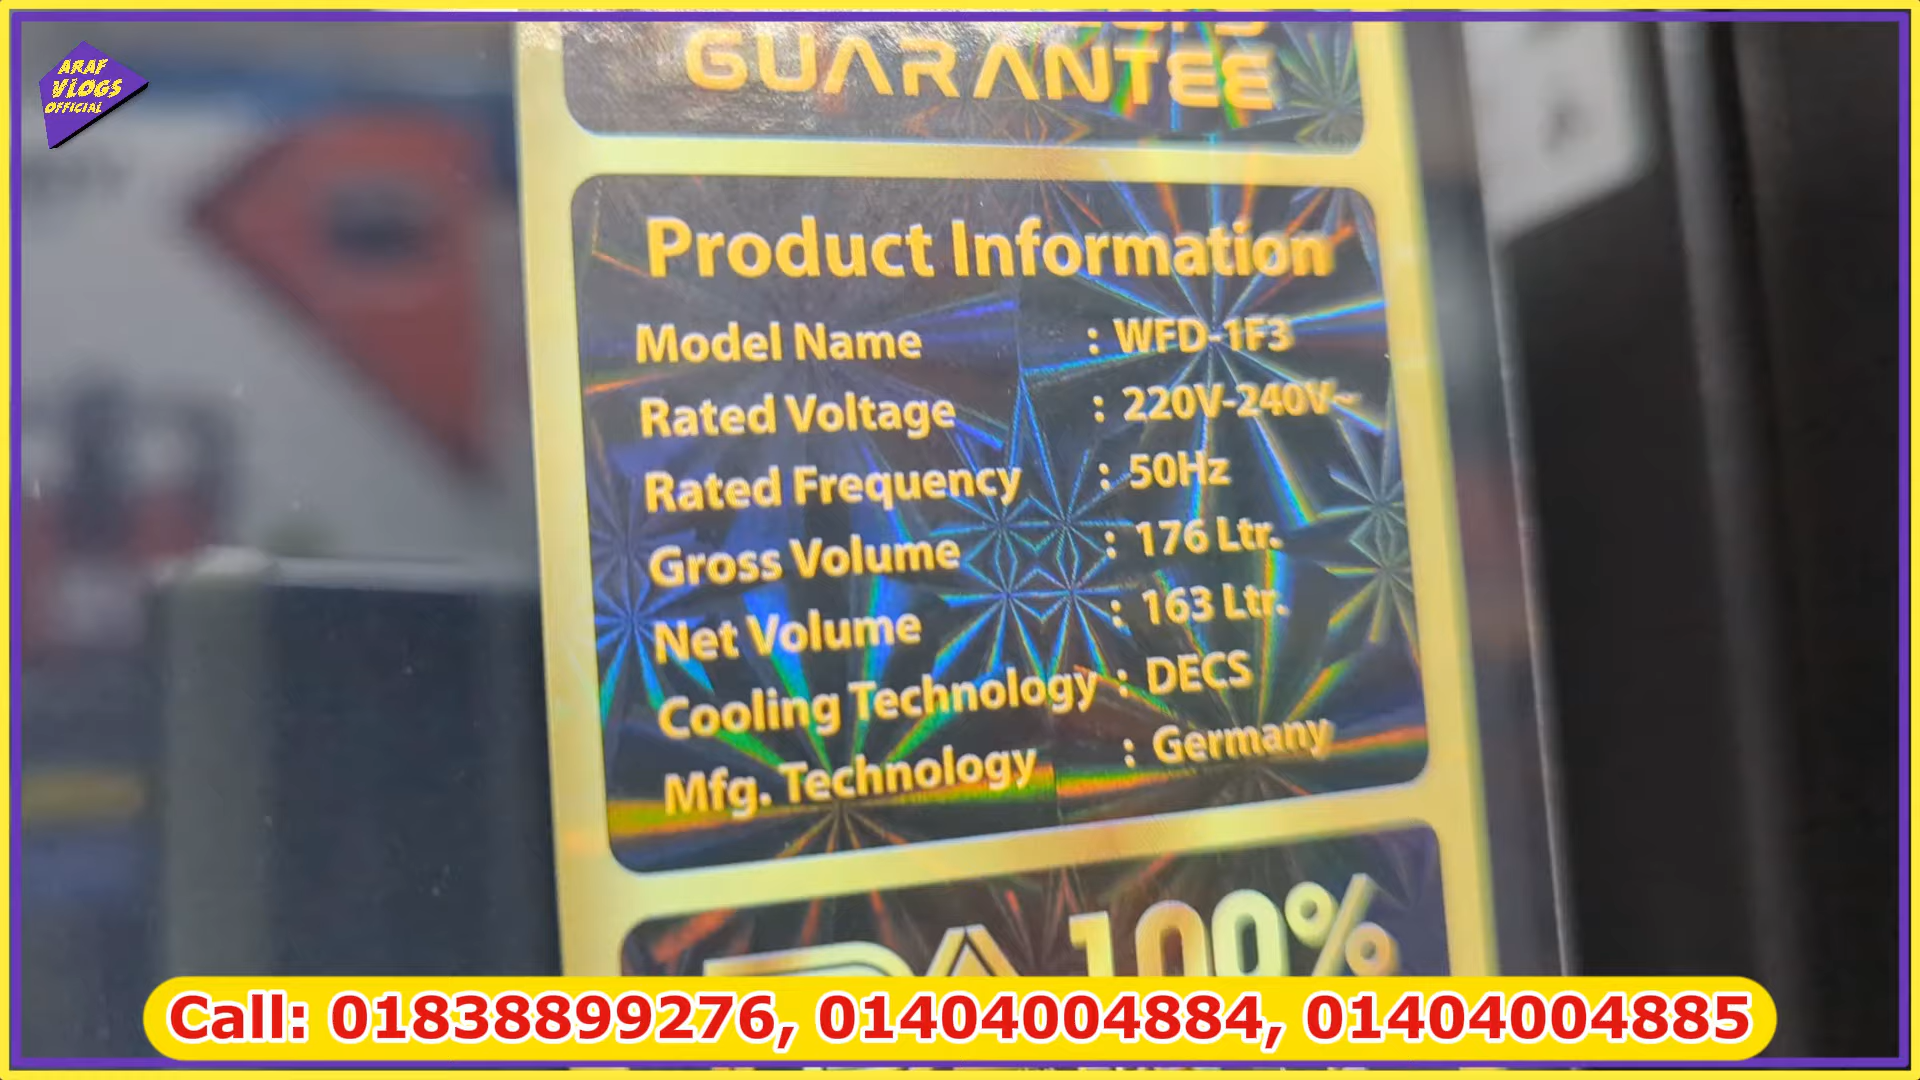 ARAF
VLOGS
OFFICIAL
GUARANTEE
Product Information
Model Name : WFD-1F3
Rated Voltage : 220V-240V~
Rated Frequency : 50Hz
Gross Volume : 176 Ltr.
Net Volume : 163 Ltr.
Cooling Technology : DECS
Mfg. Technology : Germany
100%
Call: 01838899276, 01404004884, 01404004885